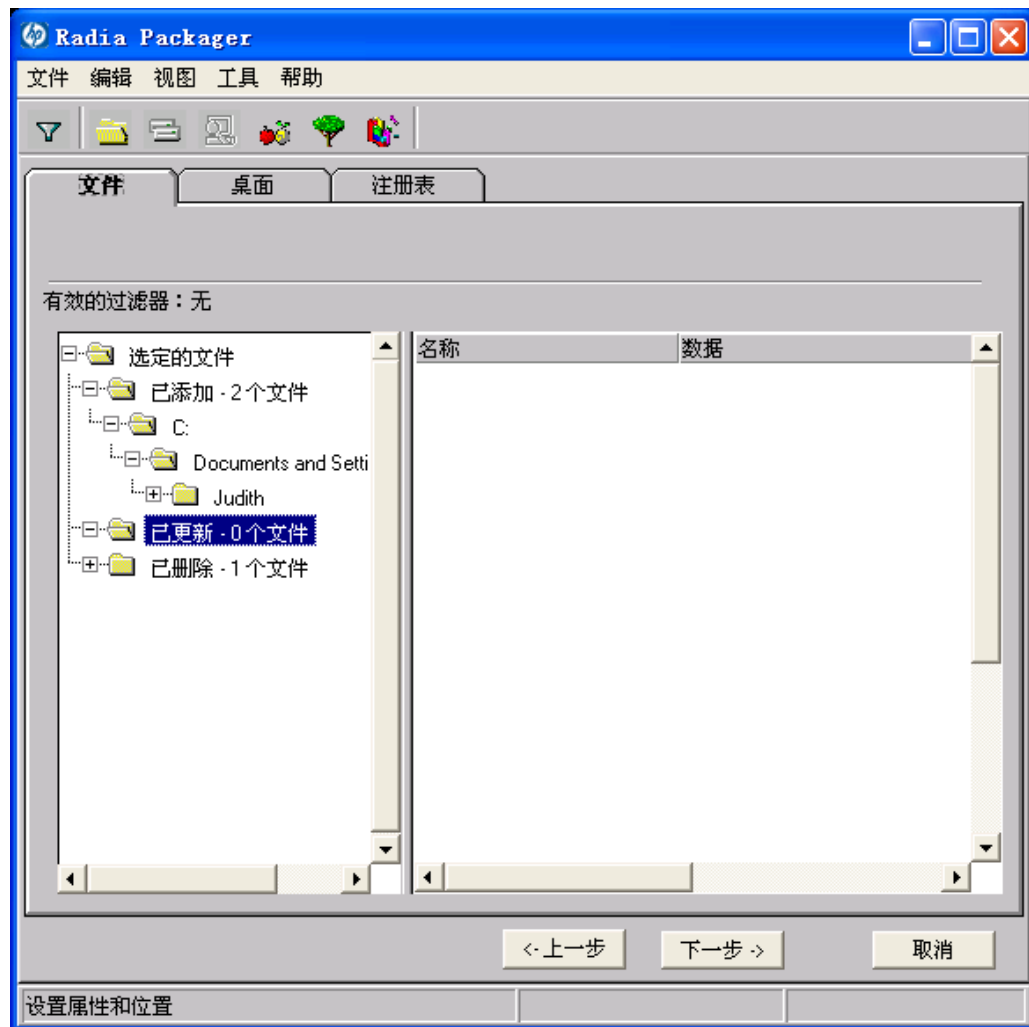 Radia Packager
文件 编辑 视图 工具 帮助
文件 桌面 注册表
有效的过滤器：无
选定的文件
已添加 - 2 个文件
C:
Documents and Setti
Judith
已更新 - 0 个文件
已删除 - 1 个文件
名称 数据
<- 上一步 下一步 -> 取消
设置属性和位置